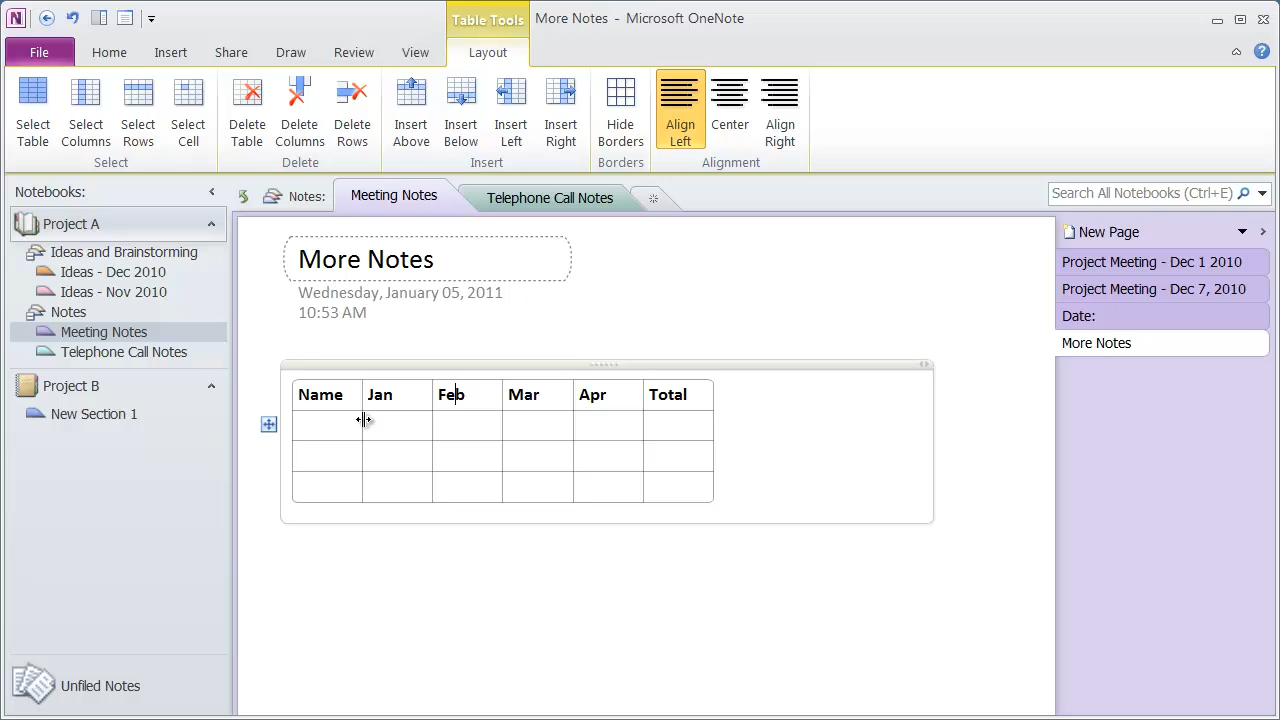 Table Tools
More Notes - Microsoft OneNote
File Home Insert Share Draw Review View Layout
Select Table
Select Columns
Select Rows
Select Cell
Delete Table
Delete Columns
Delete Rows
Insert Above
Insert Below
Insert Left
Insert Right
Hide Borders
Align Left
Center
Align Right
Select Delete Insert Borders Alignment
Notebooks:
Project A
Ideas and Brainstorming
Ideas - Dec 2010
Ideas - Nov 2010
Notes
Meeting Notes
Telephone Call Notes
Project B
New Section 1
Unfiled Notes
Notes: Meeting Notes Telephone Call Notes
Search All Notebooks (Ctrl+E)
More Notes
Wednesday, January 05, 2011
10:53 AM
Name Jan Feb Mar Apr Total
New Page
Project Meeting - Dec 1 2010
Project Meeting - Dec 7, 2010
Date:
More Notes